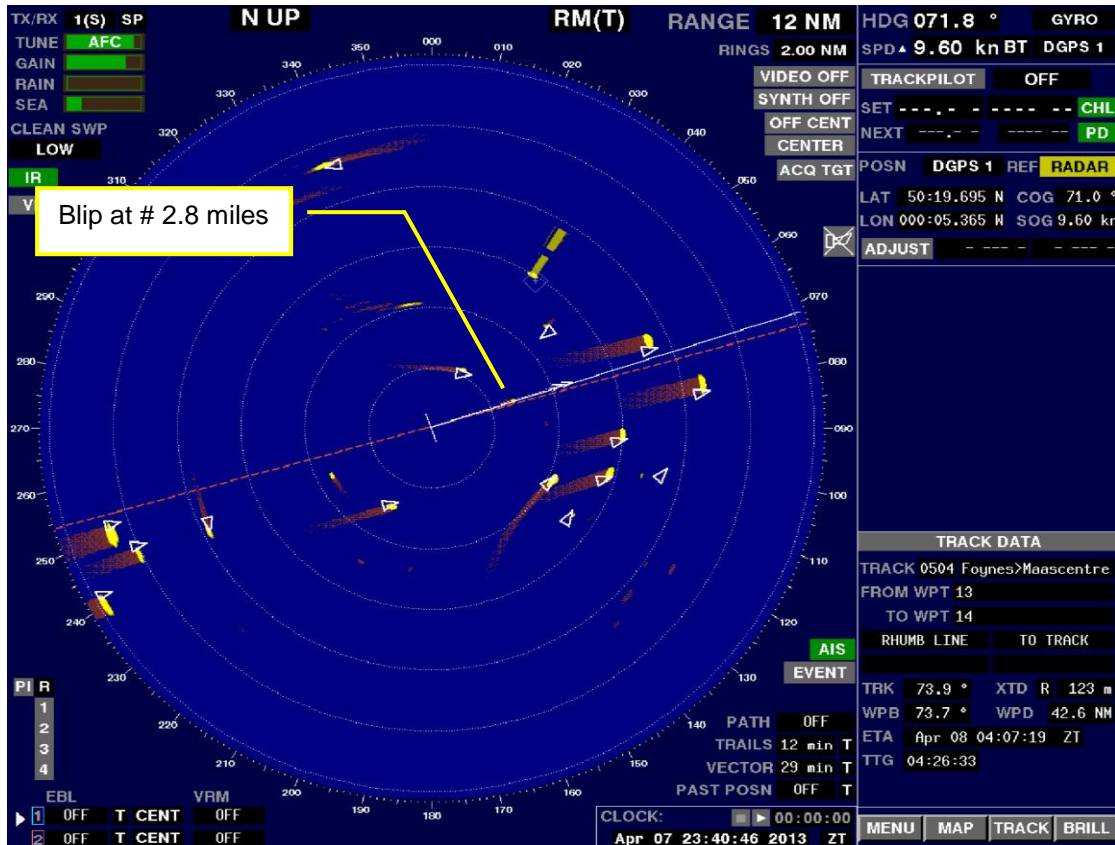 TX/RX 1(S) SP
TUNE AFC
GAIN
RAIN
SEA
CLEAN SWP
LOW
IR
V
N UP
RM(T)
RANGE 12 NM
RINGS 2.00 NM
VIDEO OFF
SYNTH OFF
OFF CENT
CENTER
ACQ TGT
Blip at # 2.8 miles
000
010
020
030
040
050
060
070
080
090
100
110
120
130
140
150
160
170
180
190
200
210
220
230
240
250
260
270
280
290
310
320
330
340
350
HDG 071.8 ° GYRO
SPD▲ 9.60 kn BT DGPS 1
TRACKPILOT OFF
SET ---.- - ---- -- CHL
NEXT ---.- - ---- -- PD
POSN DGPS 1 REF RADAR
LAT 50:19.695 N COG 71.0 °
LON 000:05.365 N SOG 9.60 kn
ADJUST - --- - - --- -
TRACK DATA
TRACK 0504 Foynes>Maascentre
FROM WPT 13
TO WPT 14
RHUMB LINE TO TRACK
TRK 73.9 ° XTD R 123 m
WPB 73.7 ° WPD 42.6 NM
ETA Apr 08 04:07:19 ZT
TTG 04:26:33
AIS
EVENT
PATH OFF
TRAILS 12 min T
VECTOR 29 min T
PAST POSN OFF T
PI R
1
2
3
4
EBL VRM
1 OFF T CENT OFF
2 OFF T CENT OFF
CLOCK: 00:00:00
Apr 07 23:40:46 2013 ZT
MENU MAP TRACK BRILL